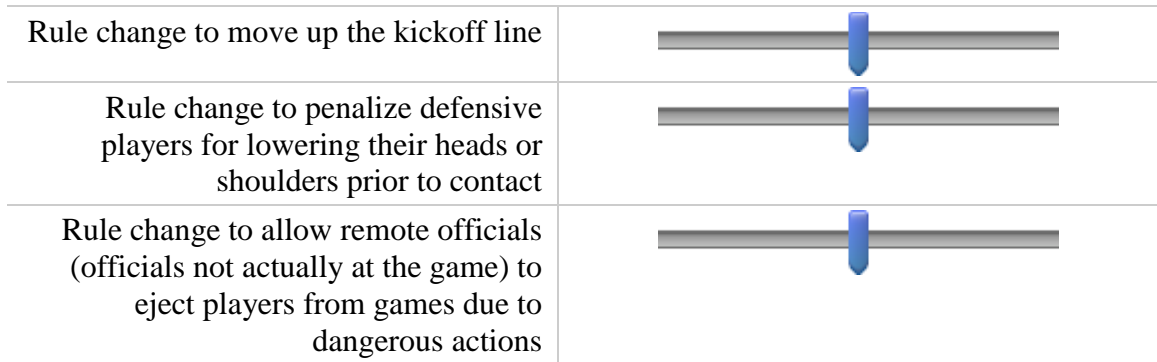 Rule change to move up the kickoff line
Rule change to penalize defensive
players for lowering their heads or
shoulders prior to contact
Rule change to allow remote officials
(officials not actually at the game) to
eject players from games due to
dangerous actions